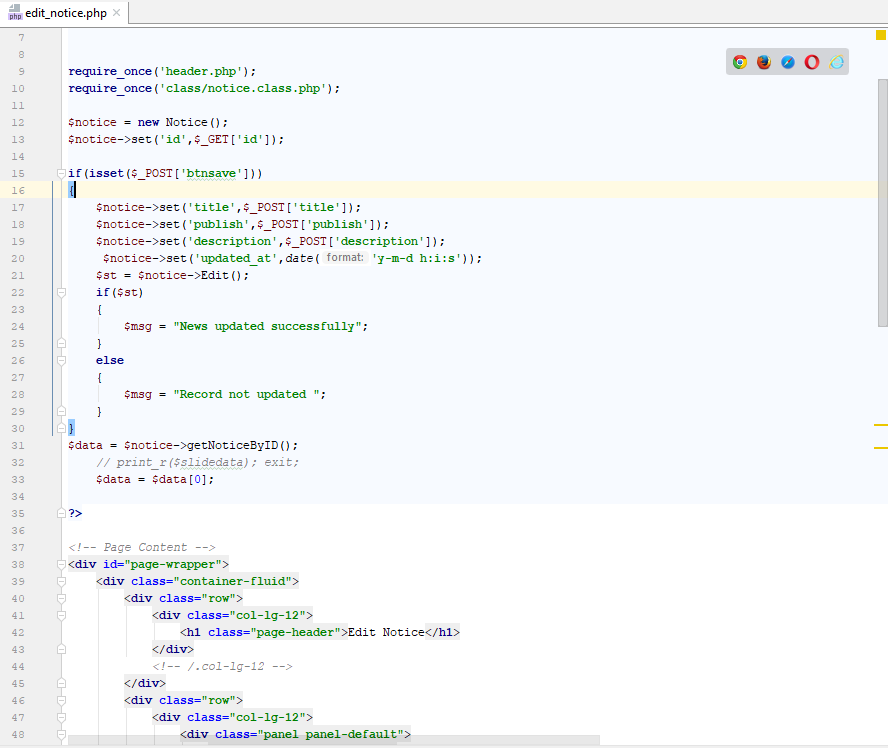 edit_notice.php
7
8
9 require_once('header.php');
10 require_once('class/notice.class.php');
11
12 $notice = new Notice();
13 $notice->set('id',$_GET['id']);
14
15 if(isset($_POST['btnsave']))
16 {
17 $notice->set('title',$_POST['title']);
18 $notice->set('publish',$_POST['publish']);
19 $notice->set('description',$_POST['description']);
20 $notice->set('updated_at',date( format: 'y-m-d h:i:s'));
21 $st = $notice->Edit();
22 if($st)
23 {
24 $msg = "News updated successfully";
25 }
26 else
27 {
28 $msg = "Record not updated ";
29 }
30 }
31 $data = $notice->getNoticeByID();
32 // print_r($slidedata); exit;
33 $data = $data[0];
34
35 ?>
36
37 <!-- Page Content -->
38 <div id="page-wrapper">
39 <div class="container-fluid">
40 <div class="row">
41 <div class="col-lg-12">
42 <h1 class="page-header">Edit Notice</h1>
43 </div>
44 <!-- /.col-lg-12 -->
45 </div>
46 <div class="row">
47 <div class="col-lg-12">
48 <div class="panel panel-default">